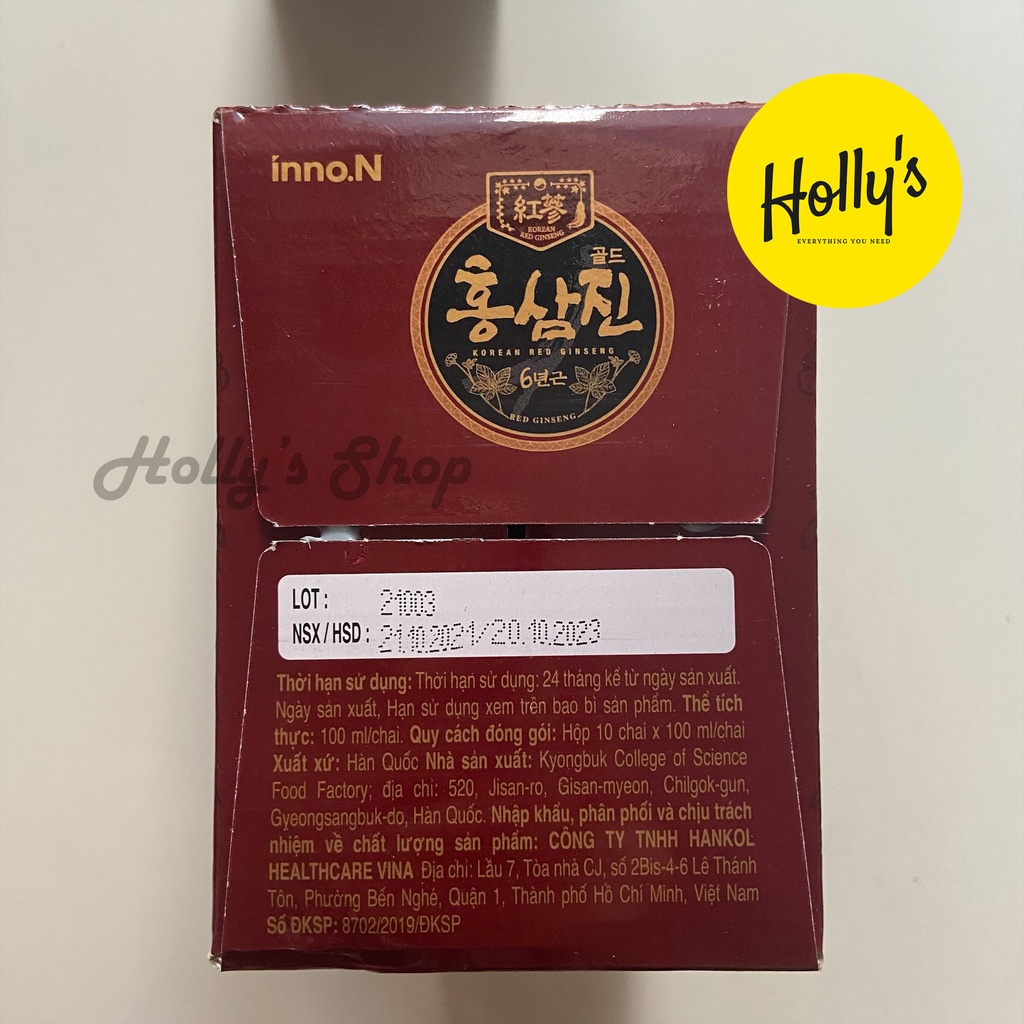 inno.N
Holly's
EVERYTHING YOU NEED
紅蔘
KOREAN
RED GINSENG
골드
홍삼진
KOREAN RED GINSENG
6년근
RED GINSENG
Holly's Shop
LOT : 21003
NSX / HSD : 21.10.2021/20.10.2023
Thời hạn sử dụng: Thời hạn sử dụng: 24 tháng kể từ ngày sản xuất.
Ngày sản xuất, Hạn sử dụng xem trên bao bì sản phẩm. Thể tích
thực: 100 ml/chai. Quy cách đóng gói: Hộp 10 chai x 100 ml/chai
Xuất xứ: Hàn Quốc Nhà sản xuất: Kyongbuk College of Science
Food Factory; địa chỉ: 520, Jisan-ro, Gisan-myeon, Chilgok-gun,
Gyeongsangbuk-do, Hàn Quốc. Nhập khẩu, phân phối và chịu trách
nhiệm về chất lượng sản phẩm: CÔNG TY TNHH HANKOL
HEALTHCARE VINA Địa chỉ: Lầu 7, Tòa nhà CJ, số 2Bis-4-6 Lê Thánh
Tôn, Phường Bến Nghé, Quận 1, Thành phố Hồ Chí Minh, Việt Nam
Số ĐKSP: 8702/2019/ĐKSP